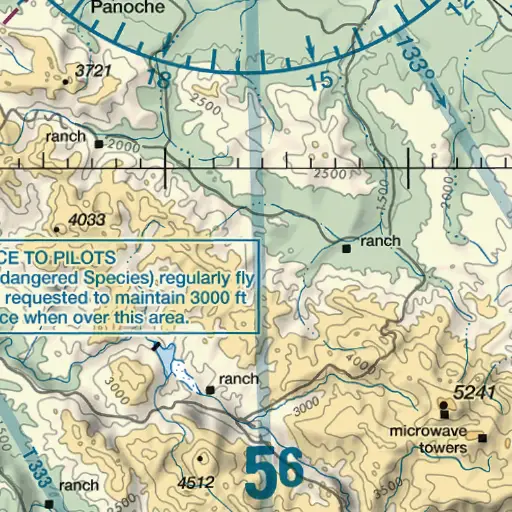 Panoche
12
133°
3721
18
15
2500
ranch
2000
2500
1500
4033
ranch
CE TO PILOTS
dangered Species) regularly fly
requested to maintain 3000 ft
ce when over this area.
4000
3000
ranch
3000
5241
microwave
towers
2500
T 333
56
4512
3500
ranch
2500